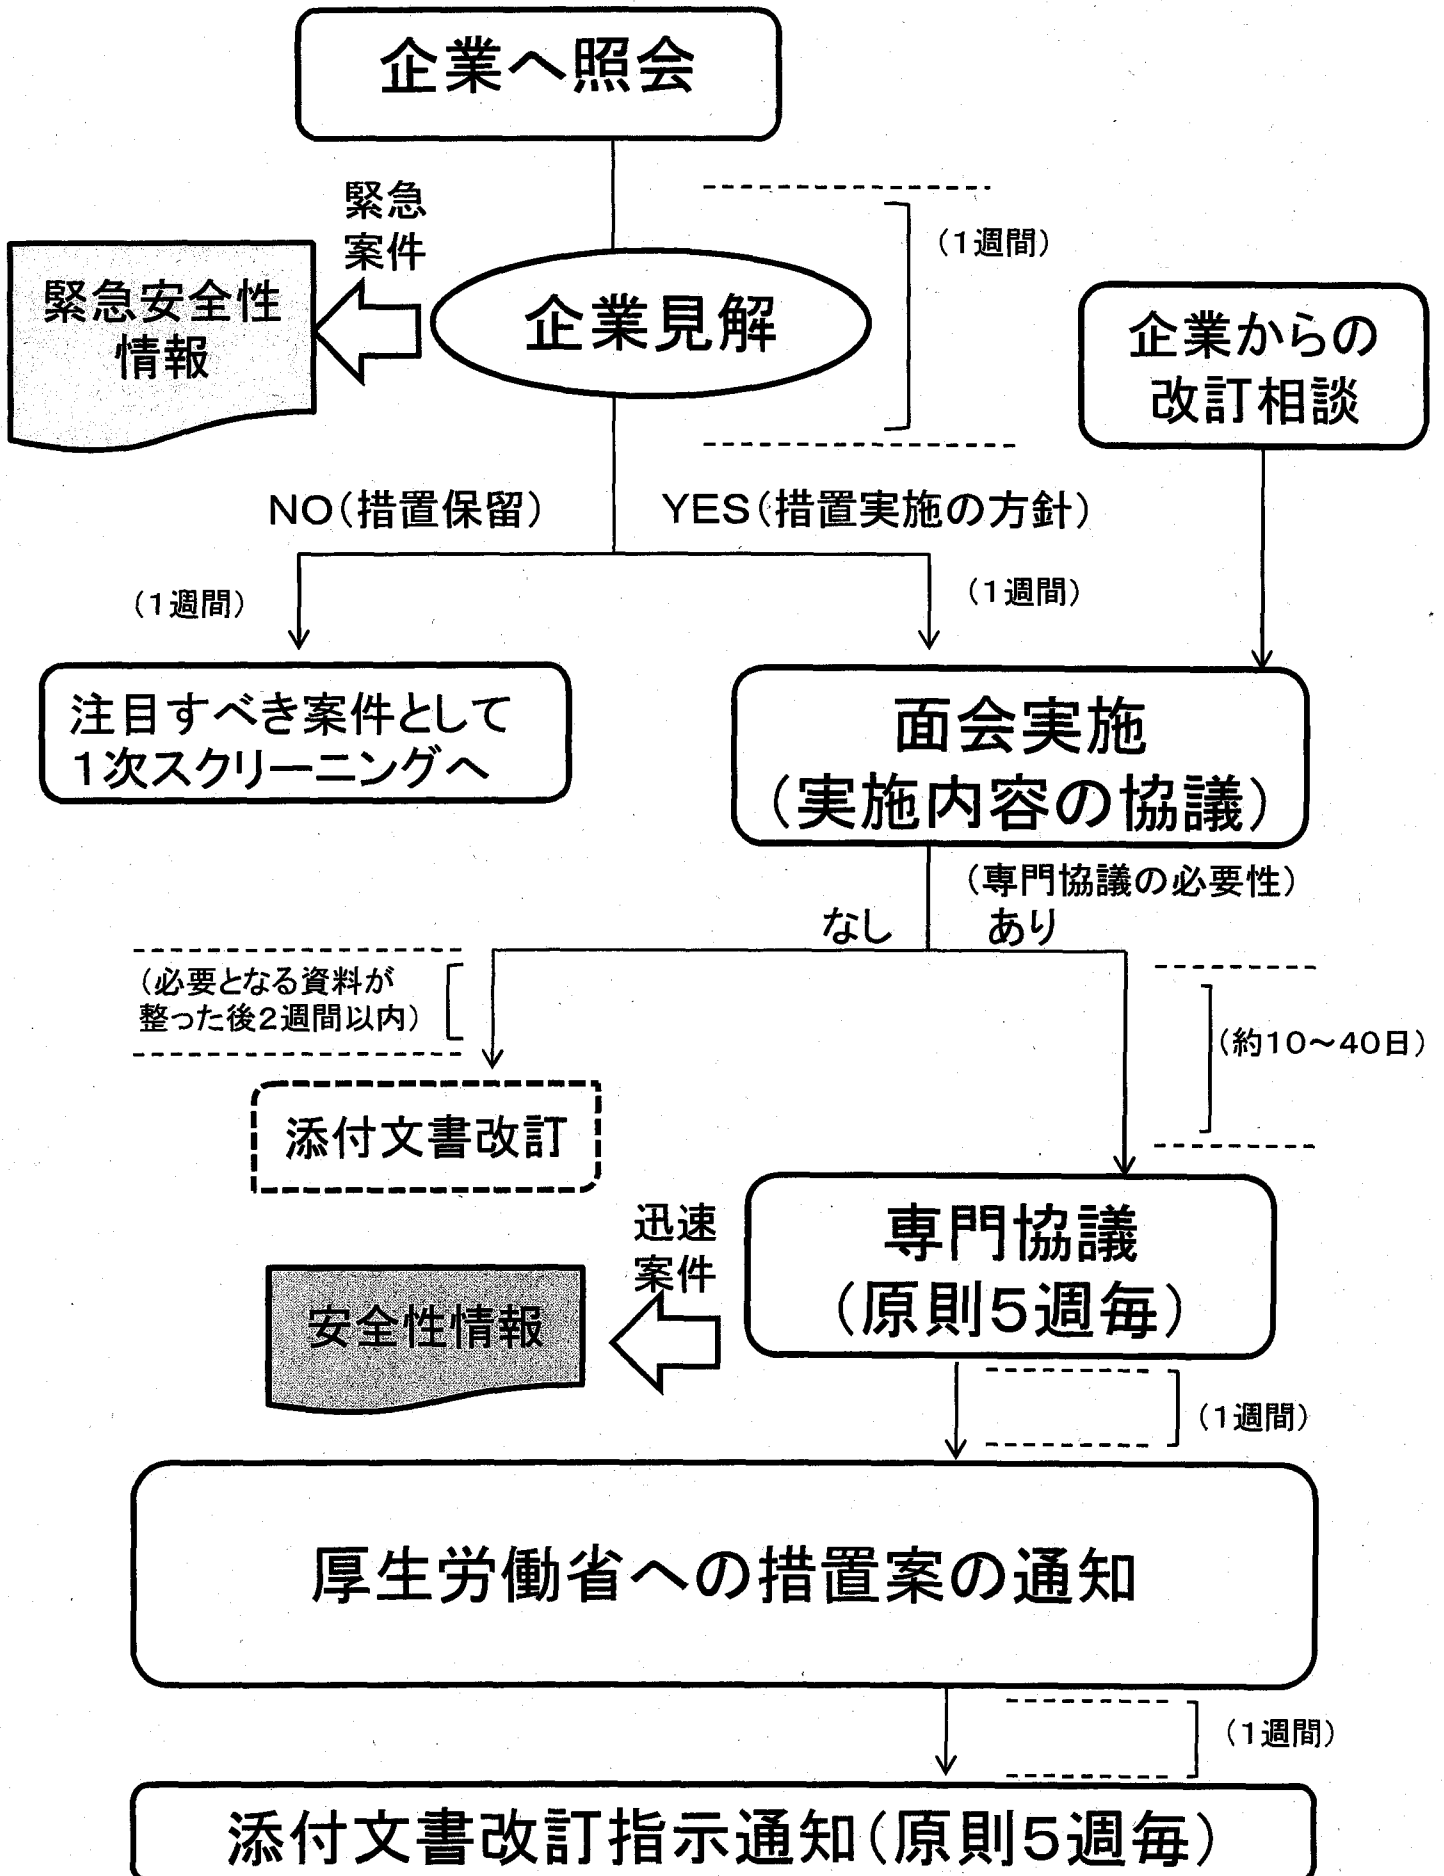 企業へ照会
緊急
案件
(1週間)
緊急安全性
情報
企業見解
企業からの
改訂相談
NO(措置保留)
YES(措置実施の方針)
(1週間)
(1週間)
注目すべき案件として
1次スクリーニングへ
面会実施
(実施内容の協議)
(専門協議の必要性)
なし
あり
(必要となる資料が
整った後2週間以内)
(約10~40日)
添付文書改訂
迅速
案件
専門協議
(原則5週毎)
安全性情報
(1週間)
厚生労働省への措置案の通知
(1週間)
添付文書改訂指示通知(原則5週毎)